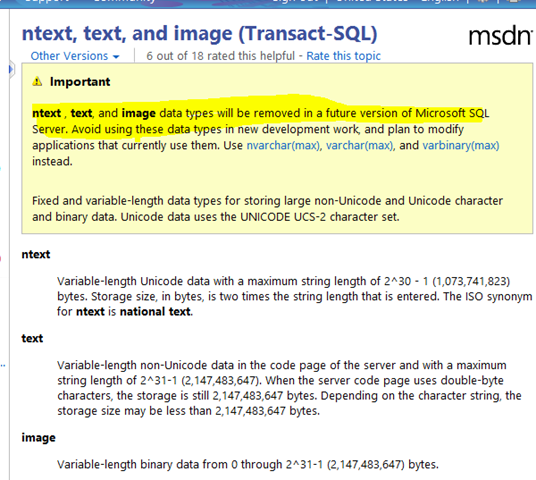 Support Community Sign Out | United States - English
ntext, text, and image (Transact-SQL)
msdn
Other Versions 6 out of 18 rated this helpful - Rate this topic
Important
ntext , text, and image data types will be removed in a future version of Microsoft SQL
Server. Avoid using these data types in new development work, and plan to modify
applications that currently use them. Use nvarchar(max), varchar(max), and varbinary(max)
instead.
Fixed and variable-length data types for storing large non-Unicode and Unicode character
and binary data. Unicode data uses the UNICODE UCS-2 character set.
ntext
Variable-length Unicode data with a maximum string length of 2^30 - 1 (1,073,741,823)
bytes. Storage size, in bytes, is two times the string length that is entered. The ISO synonym
for ntext is national text.
text
Variable-length non-Unicode data in the code page of the server and with a maximum
string length of 2^31-1 (2,147,483,647). When the server code page uses double-byte
characters, the storage is still 2,147,483,647 bytes. Depending on the character string, the
storage size may be less than 2,147,483,647 bytes.
image
Variable-length binary data from 0 through 2^31-1 (2,147,483,647) bytes.